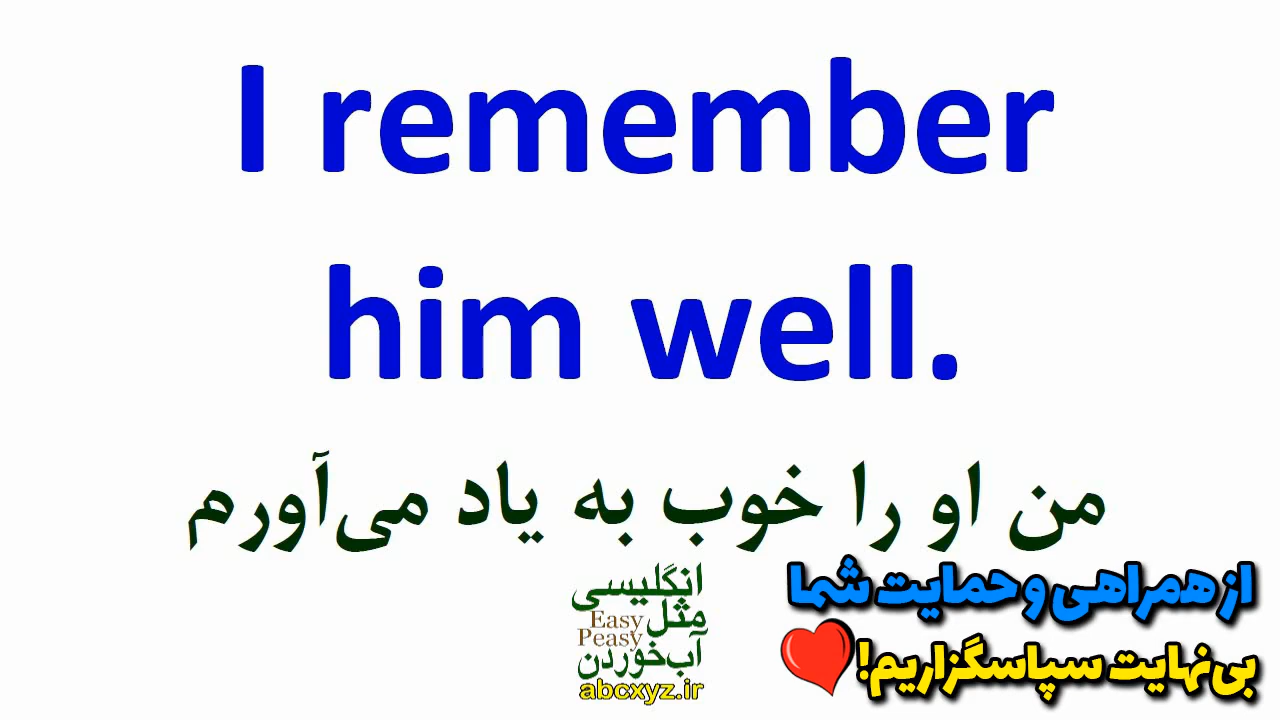 I remember
him well.
من او را خوب به یاد می‌آورم
انگلیسی
مثل
Easy
Peasy
آب‌خوردن
abcxyz.ir
از همراهی و حمایت شما
بی‌نهایت سپاسگزاریم!